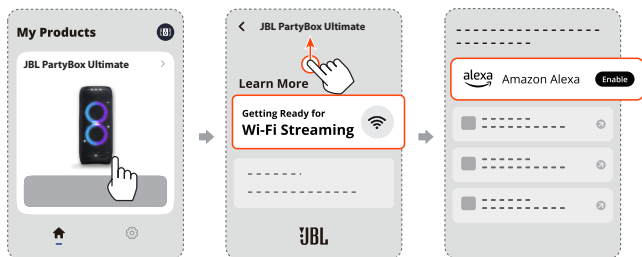 My Products
JBL PartyBox Ultimate
JBL PartyBox Ultimate
Learn More
Getting Ready for
Wi-Fi Streaming
JBL
alexa Amazon Alexa Enable